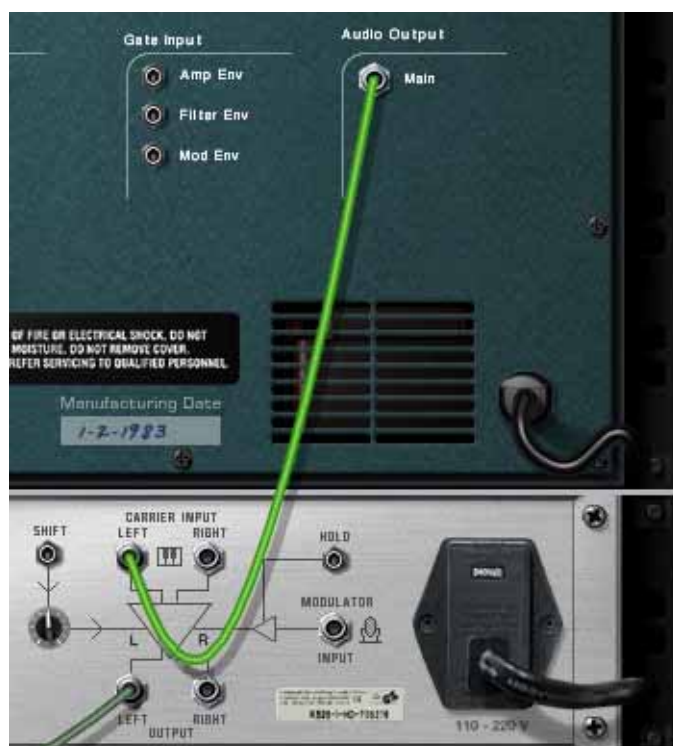 Gate Input
Audio Output
Amp Env
Main
Filter Env
Mod Env
OF FIRE OR ELECTRICAL SHOCK, DO NOT
MOISTURE. DO NOT REMOVE COVER.
REFER SERVICING TO QUALIFIED PERSONNEL
Manufacturing Date
1-2-1983
CARRIER INPUT
SHIFT
LEFT
RIGHT
HOLD
MODULATOR
L
R
INPUT
LEFT
RIGHT
OUTPUT
110 - 220 V